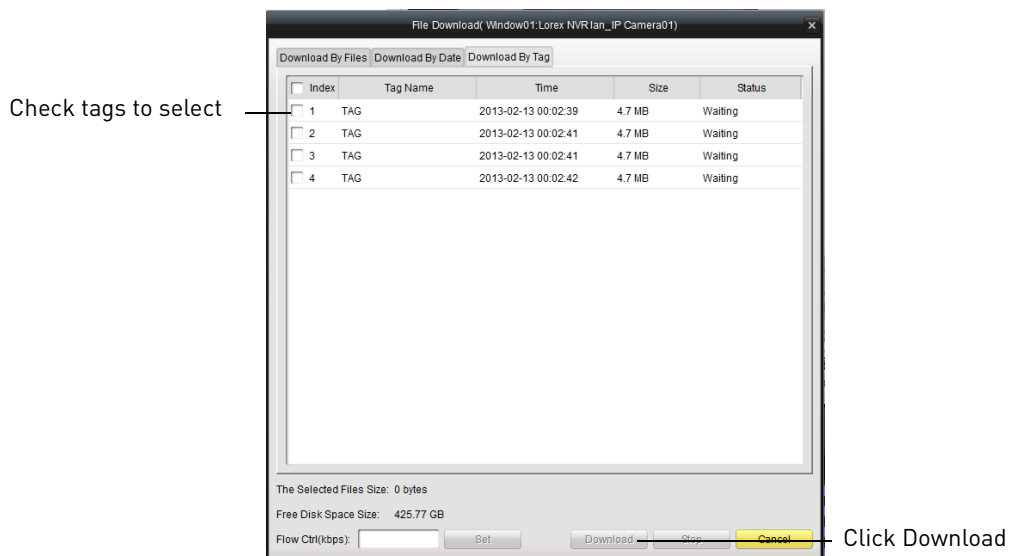 File Download( Window01:Lorex NVR Ian_IP Camera01)
Download By Files Download By Date Download By Tag
Index Tag Name Time Size Status
Check tags to select
1 TAG 2013-02-13 00:02:39 4.7 MB Waiting
2 TAG 2013-02-13 00:02:41 4.7 MB Waiting
3 TAG 2013-02-13 00:02:41 4.7 MB Waiting
4 TAG 2013-02-13 00:02:42 4.7 MB Waiting
The Selected Files Size: 0 bytes
Free Disk Space Size: 425.77 GB
Flow Ctrl(kbps): Set Download Stop Cancel
Click Download